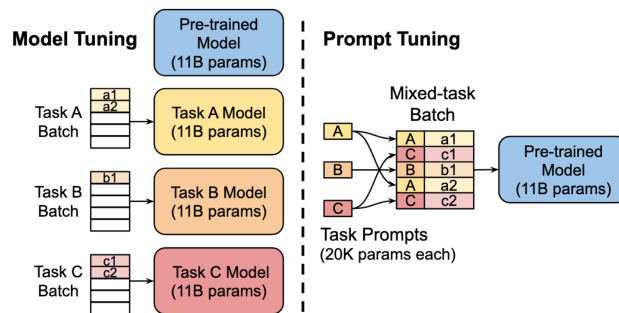 Model Tuning
Pre-trained
Model
(11B params)
Task A
Batch
a1
a2
Task A Model
(11B params)
Task B
Batch
b1
Task B Model
(11B params)
Task C
Batch
c1
c2
Task C Model
(11B params)
Prompt Tuning
Mixed-task
Batch
A
B
C
A a1
C c1
B b1
A a2
C c2
Pre-trained
Model
(11B params)
Task Prompts
(20K params each)